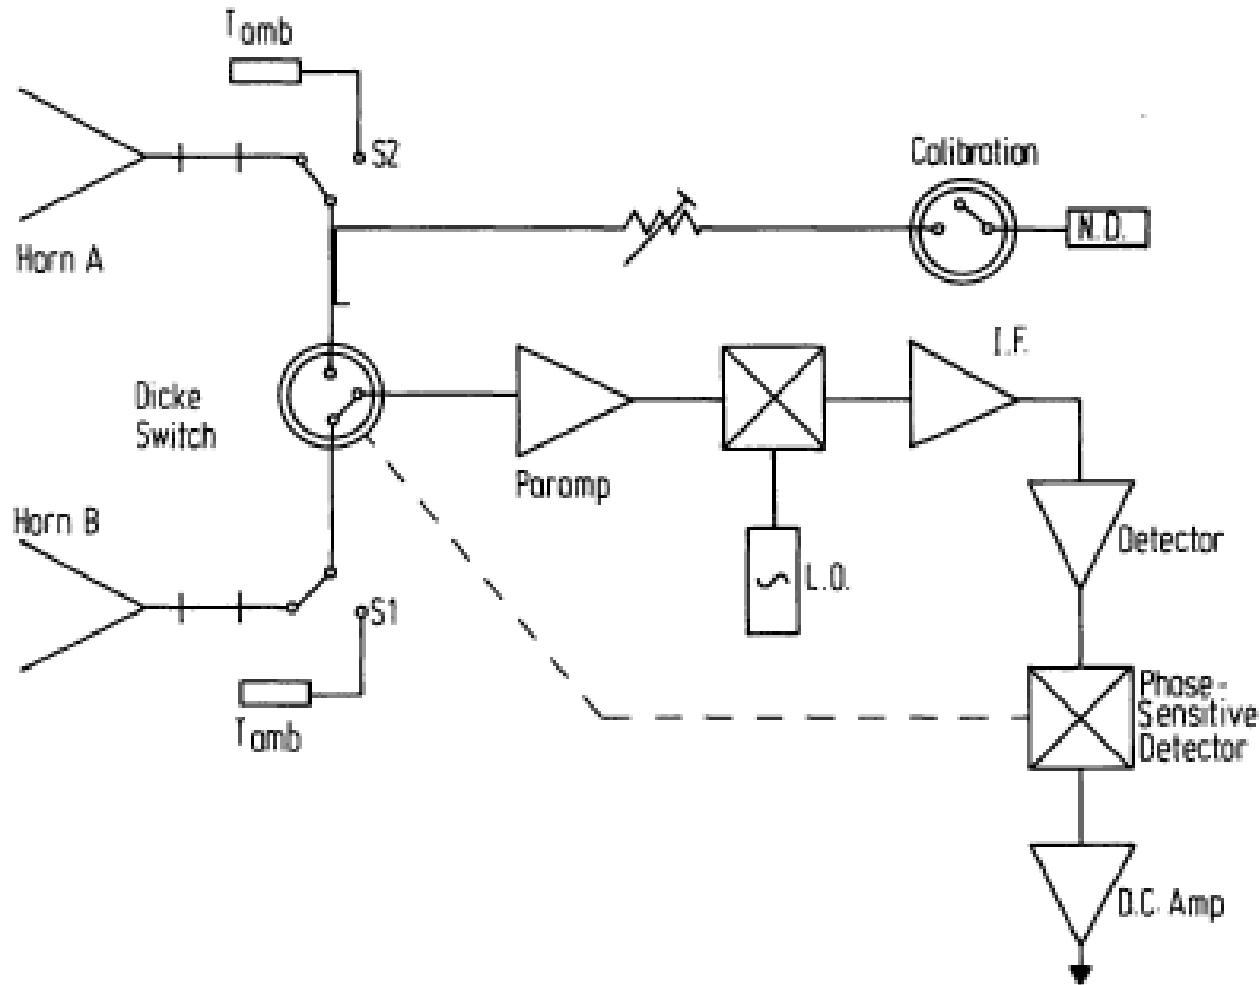 Tamb
S2
Calibration
N.D.
Horn A
I.F.
Dicke
Switch
Paramp
Horn B
Detector
L.O.
S1
Phase-
Sensitive
Detector
Tamb
D.C. Amp